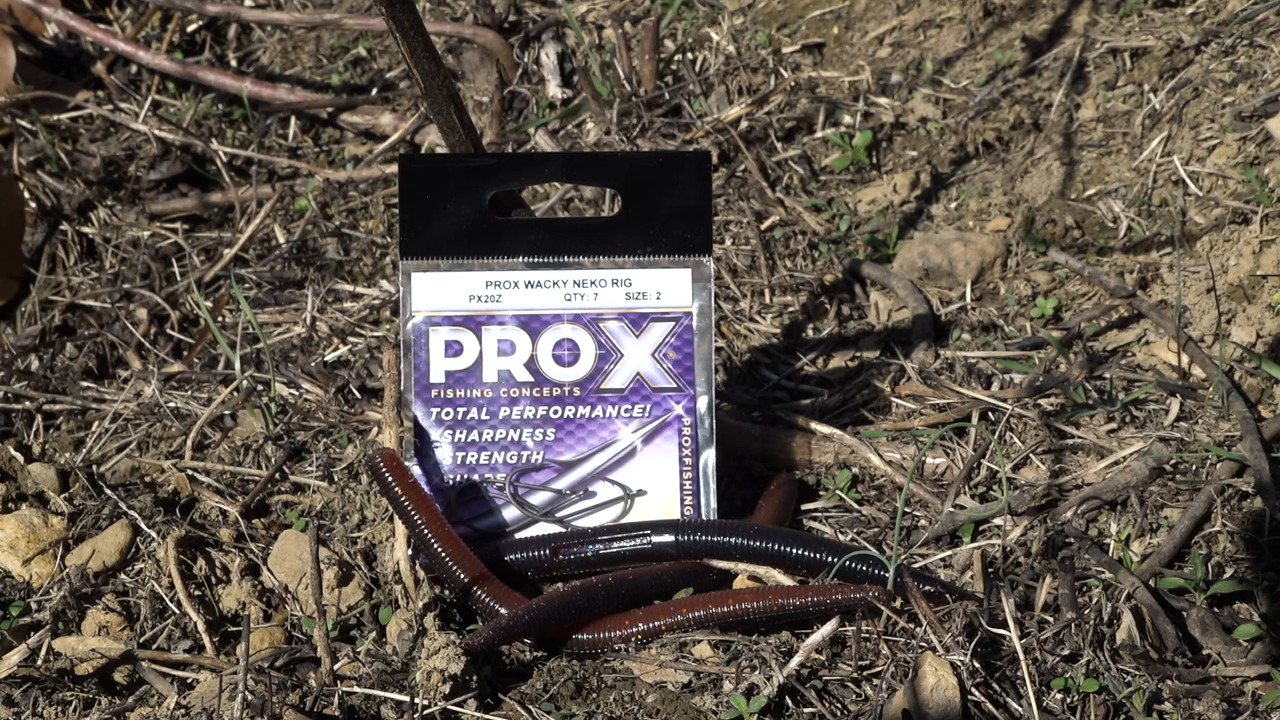 PROX WACKY NEKO RIG
PX20Z QTY: 7 SIZE: 2
PROX®
FISHING CONCEPTS
TOTAL PERFORMANCE!
SHARPNESS
STRENGTH
PROXFISHING